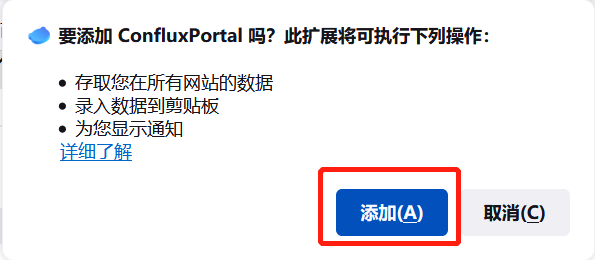 要添加 ConfluxPortal 吗？此扩展将可执行下列操作：
• 存取您在所有网站的数据
• 录入数据到剪贴板
• 为您显示通知
详细了解
添加(A) 取消(C)